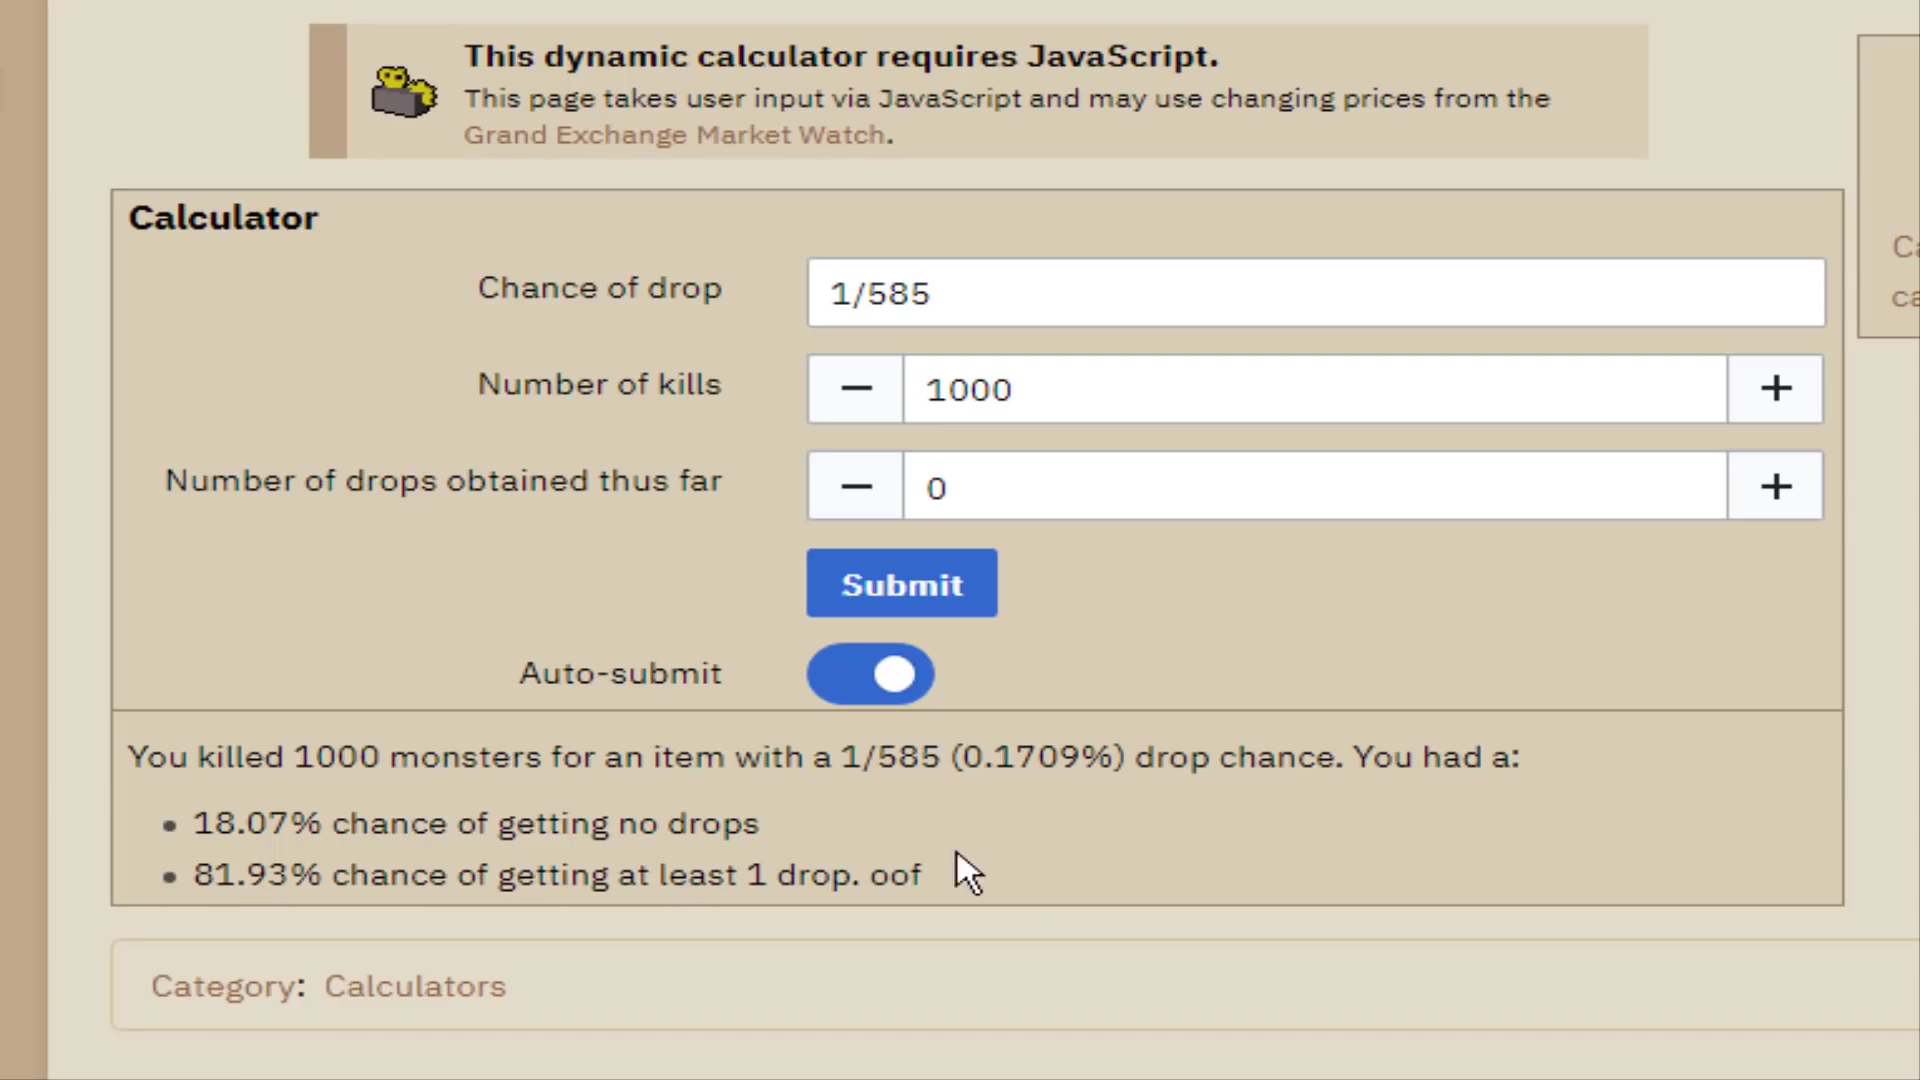 This dynamic calculator requires JavaScript.
This page takes user input via JavaScript and may use changing prices from the
Grand Exchange Market Watch.
Calculator
Chance of drop
1/585
Number of kills
1000
Number of drops obtained thus far
0
Submit
Auto-submit
You killed 1000 monsters for an item with a 1/585 (0.1709%) drop chance. You had a:
18.07% chance of getting no drops
81.93% chance of getting at least 1 drop. oof
Category: Calculators